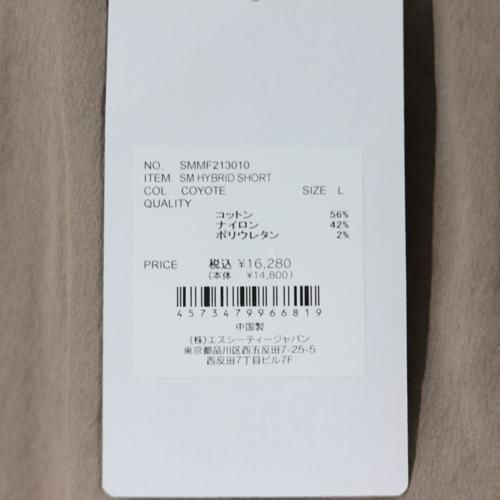 NO. SMMF213010
ITEM. SM HYBRID SHORT
COL. COYOTE SIZE L
QUALITY
コットン 56%
ナイロン 42%
ポリウレタン 2%
PRICE 税込 ¥16,280
(本体 ¥14,800)
4573479966819
中国製
(株)エスシーティージャパン
東京都品川区西五反田7-25-5
西反田7丁目ビル7F